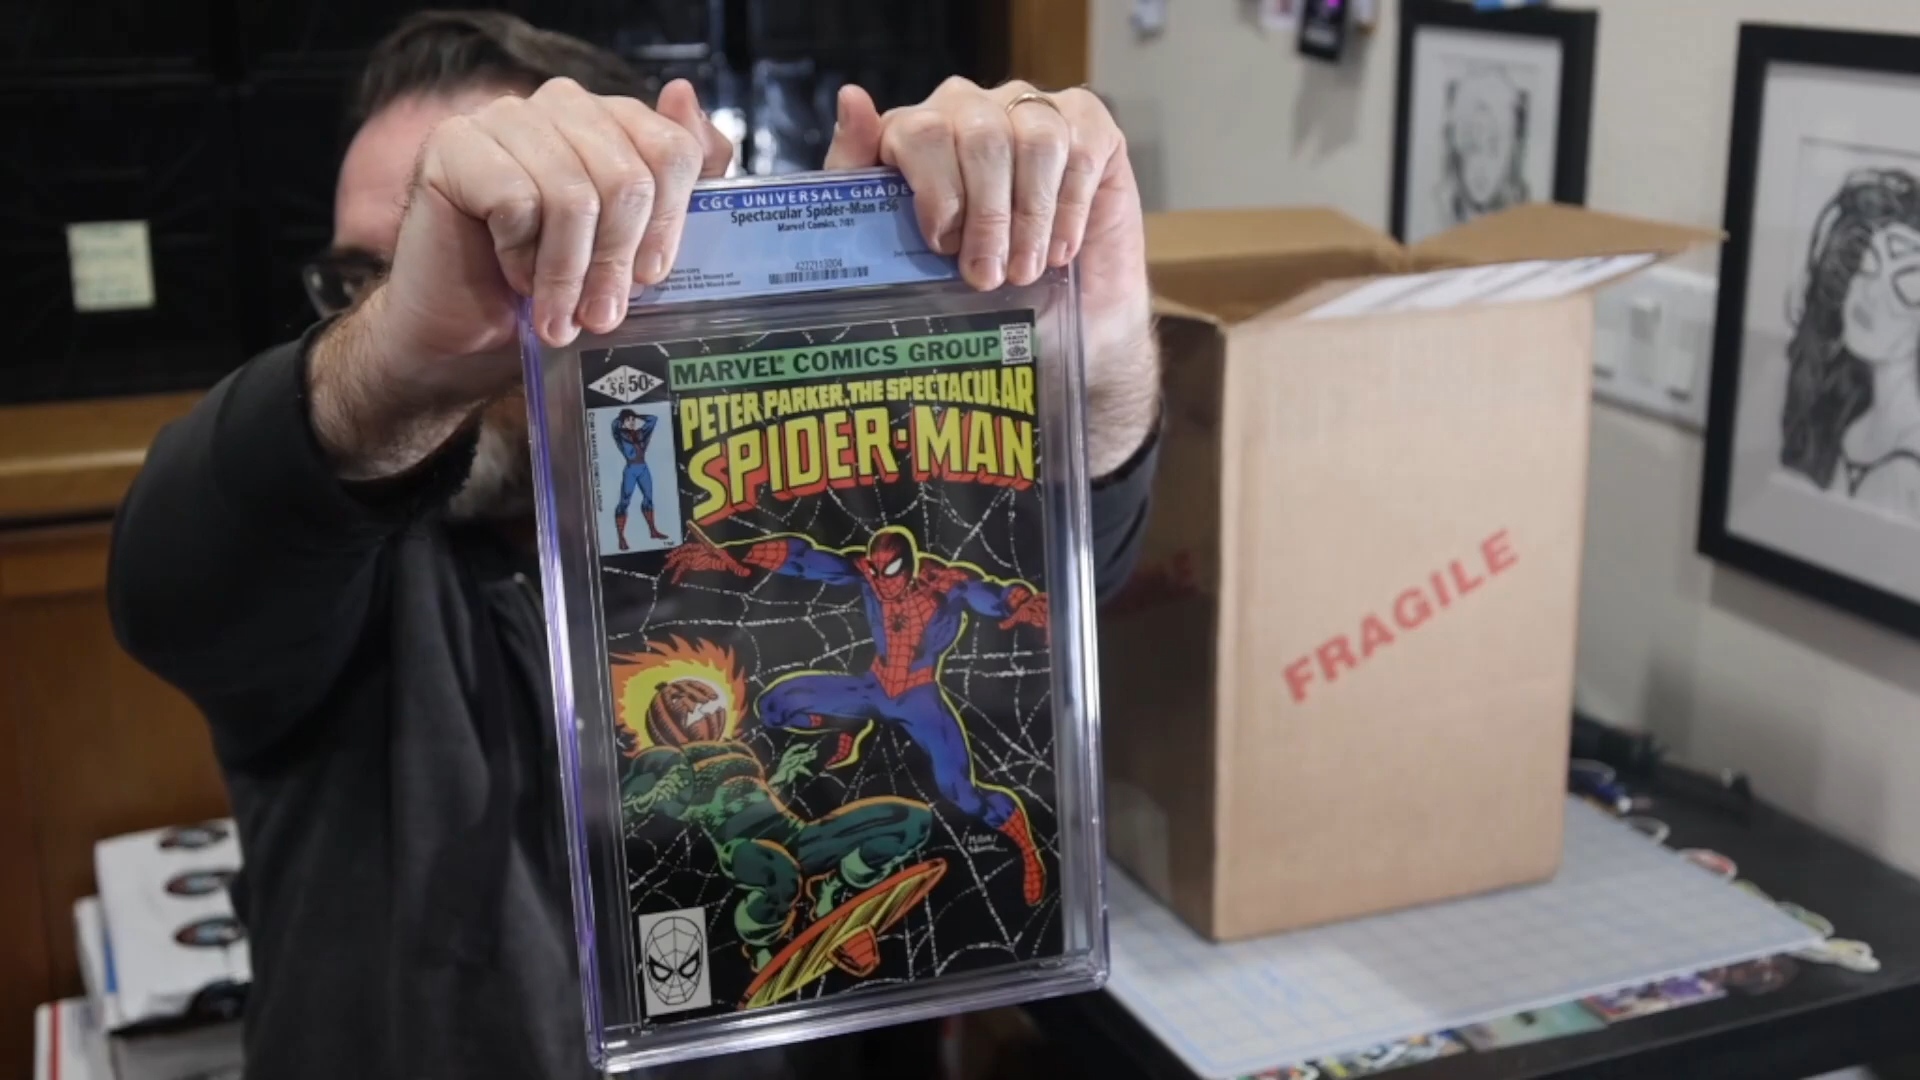 CGC UNIVERSAL GRADE
Spectacular Spider-Man #56
Marvel Comics, 7/81
MARVEL® COMICS GROUP
56 50¢
PETER PARKER, THE SPECTACULAR
SPIDER-MAN
FRAGILE